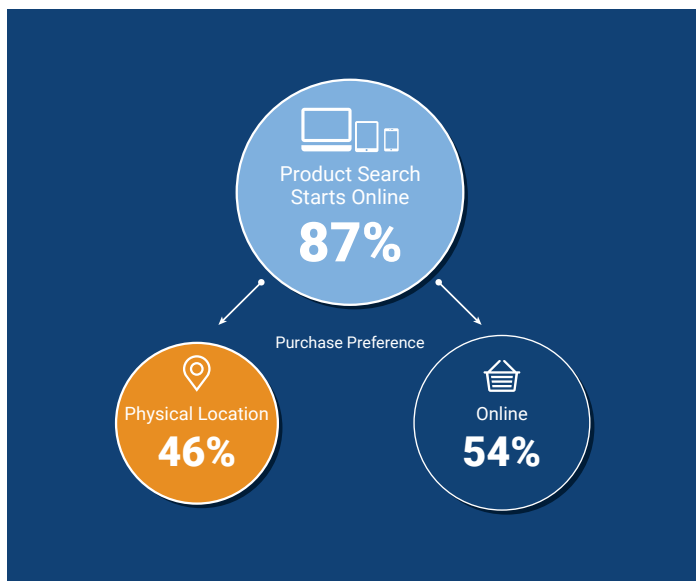 Product Search
Starts Online
87%
Purchase Preference
Physical Location
46%
Online
54%